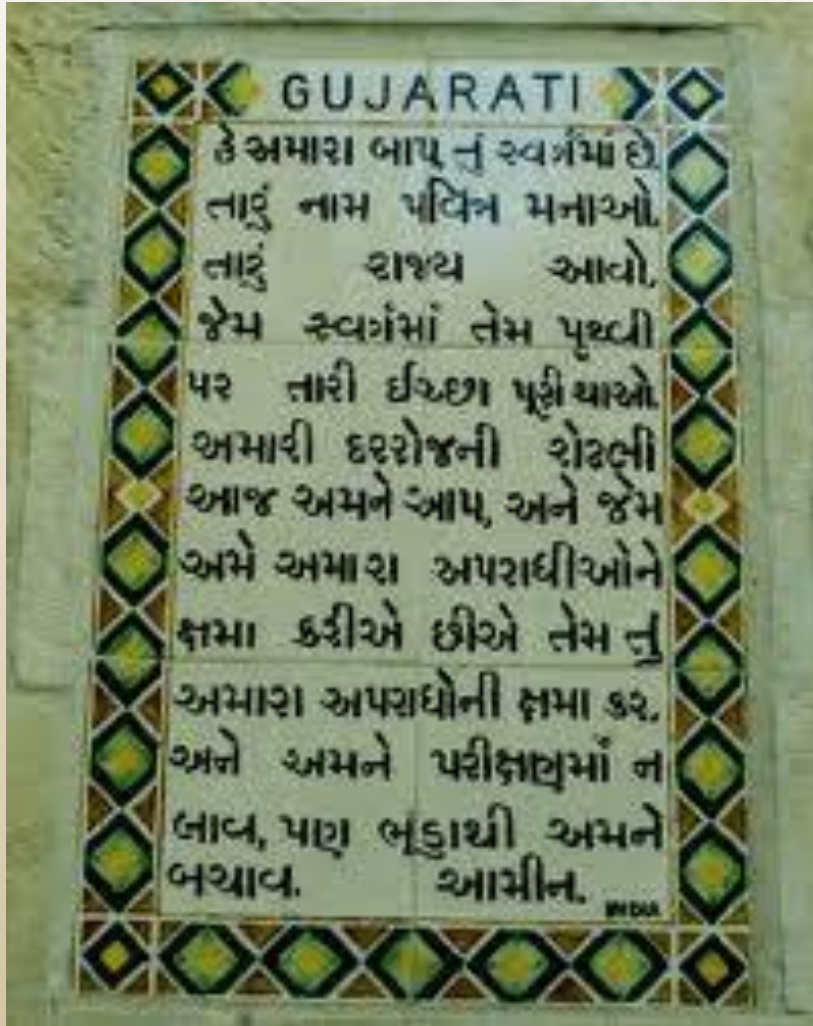 GUJARATI
હે અમારા બાપ, તું સ્વર્ગમાં છે.
તારું નામ પવિત્ર મનાઓ.
તારું રાજ્ય આવો.
જેમ સ્વર્ગમાં તેમ પૃથ્વી
પર તારી ઈચ્છા પૂરી થાઓ.
અમારી દરરોજની રોટલી
આજ અમને આપ, અને જેમ
અમે અમારા અપરાધીઓને
ક્ષમા કરીએ છીએ તેમ તું
અમારા અપરાધોની ક્ષમા કર.
અને અમને પરીક્ષણમાં ન
લાવ, પણ ભૂંડાથી અમને
બચાવ. આમીન.
INDIA